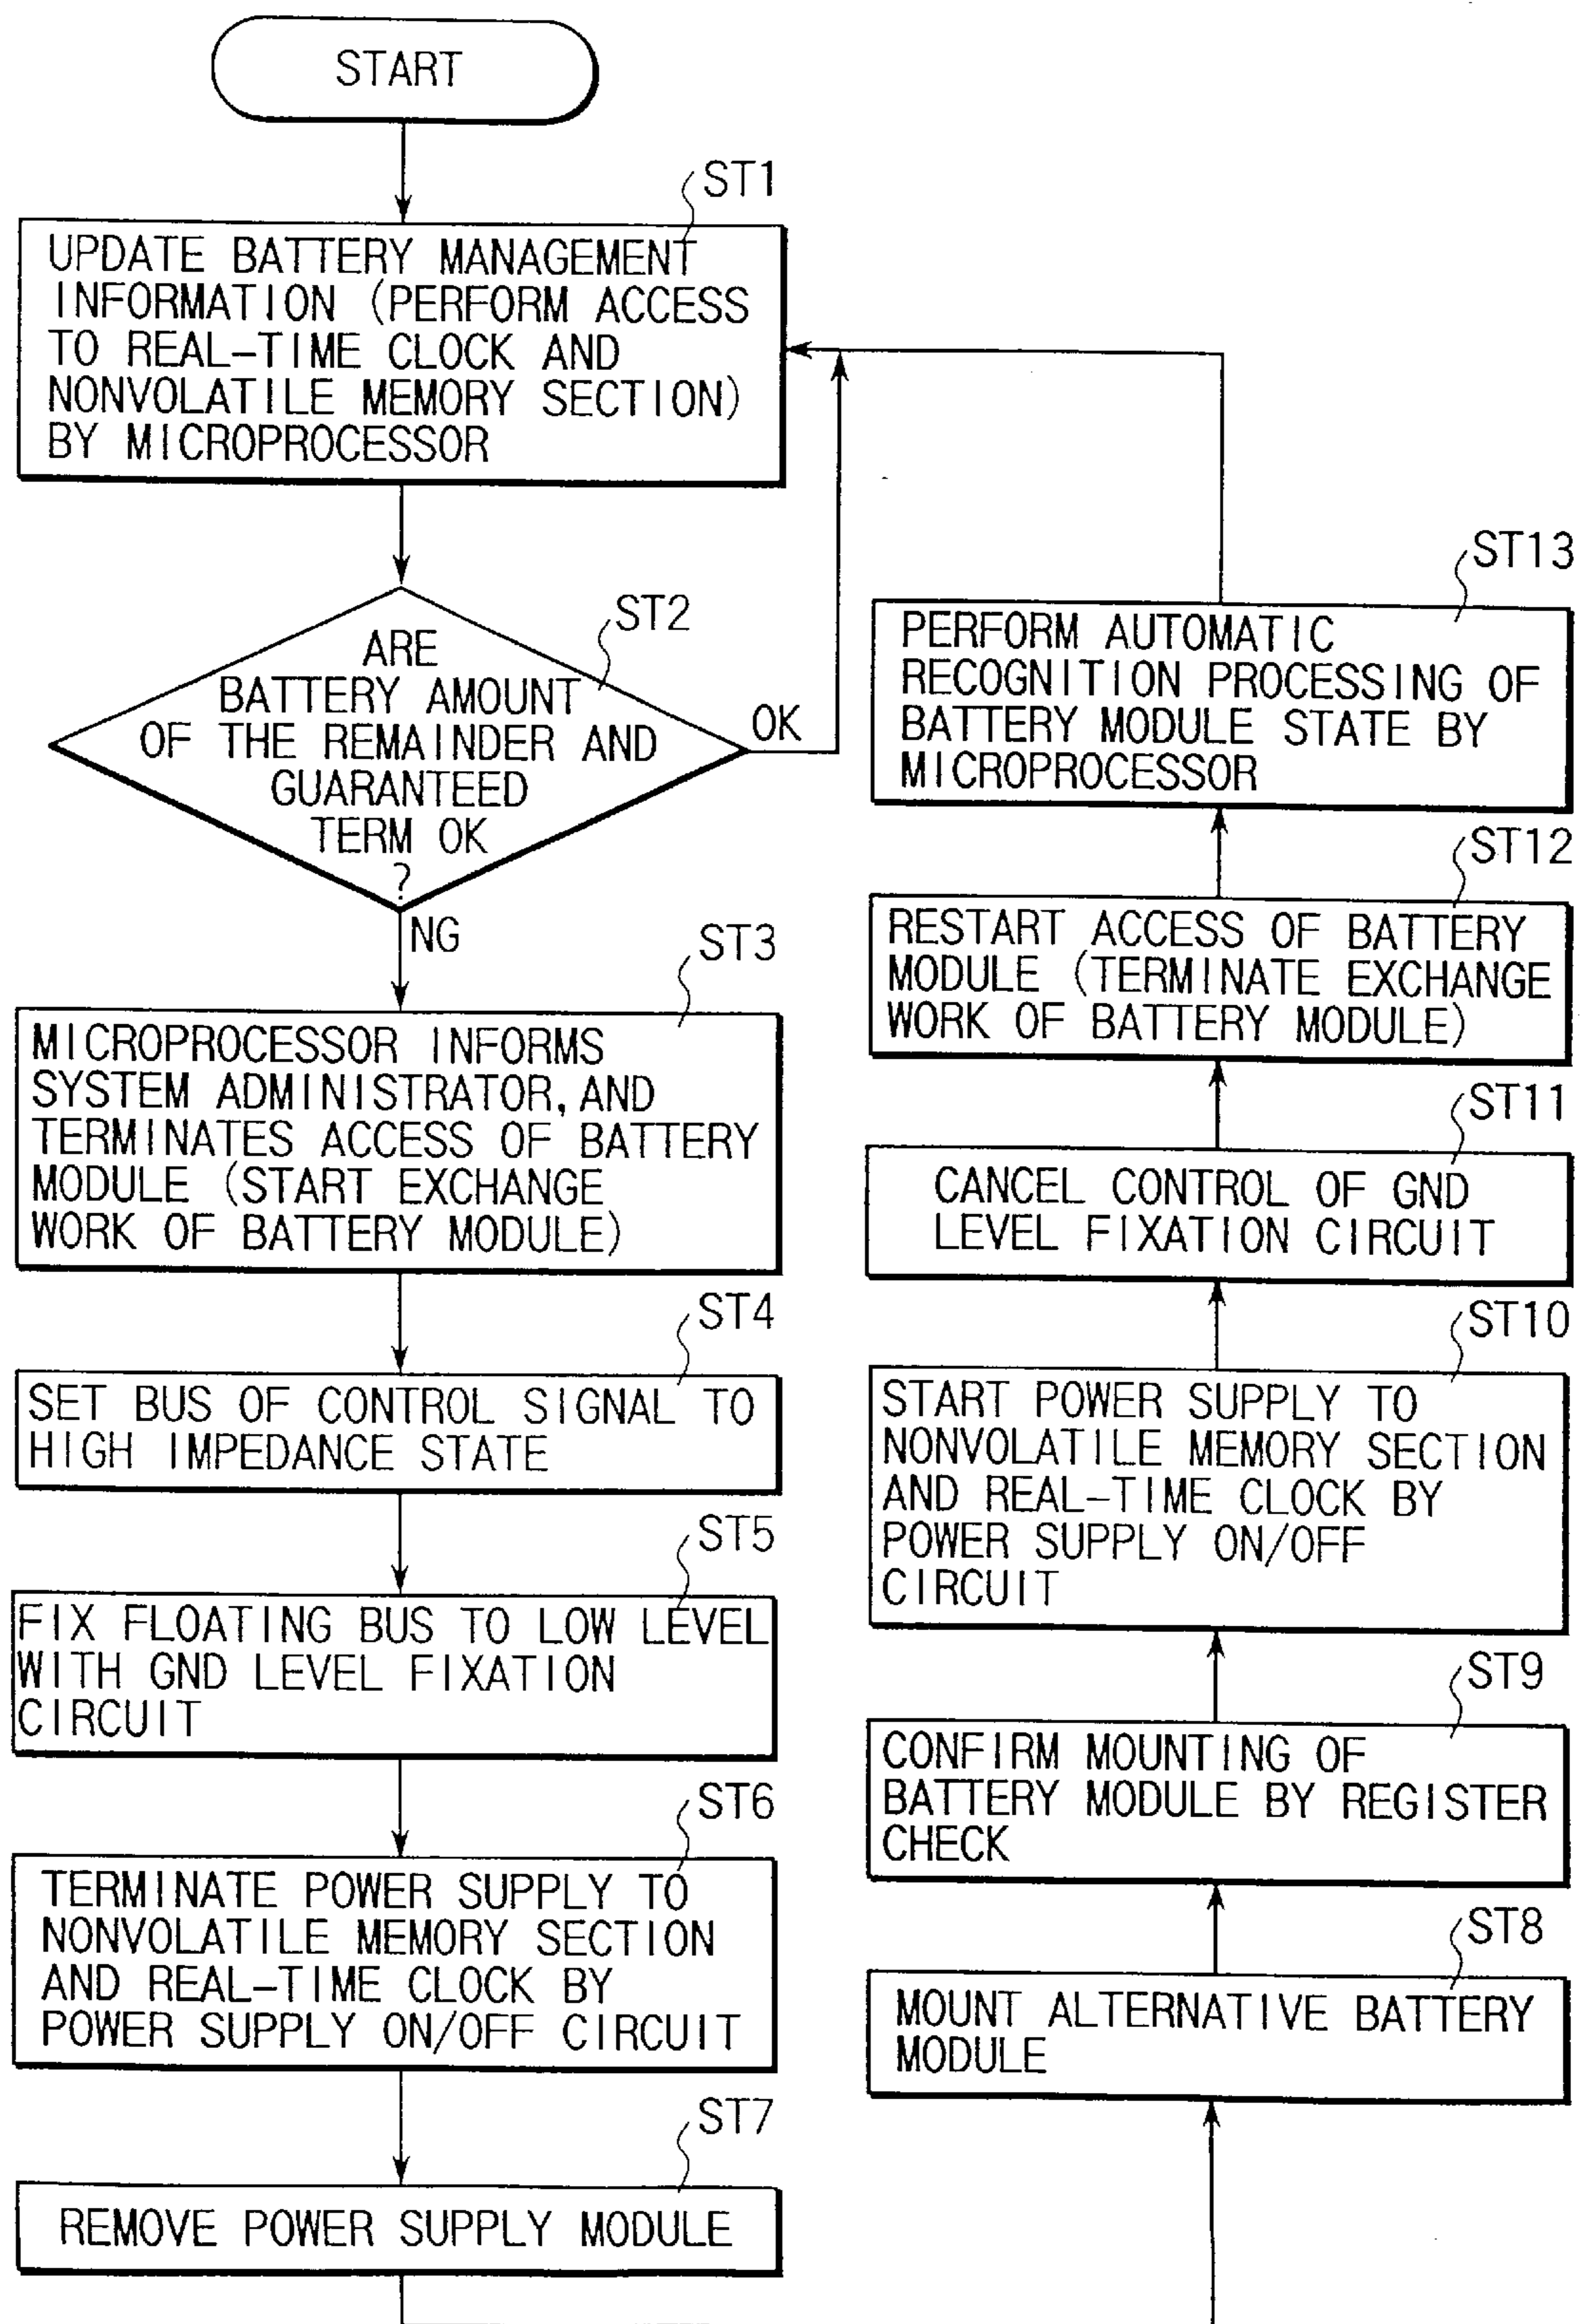 START
ST1
UPDATE BATTERY MANAGEMENT
INFORMATION (PERFORM ACCESS
TO REAL-TIME CLOCK AND
NONVOLATILE MEMORY SECTION)
BY MICROPROCESSOR
ST2
ARE
BATTERY AMOUNT
OF THE REMAINDER AND
GUARANTEED
TERM OK
?
OK
NG
ST3
MICROPROCESSOR INFORMS
SYSTEM ADMINISTRATOR, AND
TERMINATES ACCESS OF BATTERY
MODULE (START EXCHANGE
WORK OF BATTERY MODULE)
ST4
SET BUS OF CONTROL SIGNAL TO
HIGH IMPEDANCE STATE
ST5
FIX FLOATING BUS TO LOW LEVEL
WITH GND LEVEL FIXATION
CIRCUIT
ST6
TERMINATE POWER SUPPLY TO
NONVOLATILE MEMORY SECTION
AND REAL-TIME CLOCK BY
POWER SUPPLY ON/OFF CIRCUIT
ST7
REMOVE POWER SUPPLY MODULE
ST13
PERFORM AUTOMATIC
RECOGNITION PROCESSING OF
BATTERY MODULE STATE BY
MICROPROCESSOR
ST12
RESTART ACCESS OF BATTERY
MODULE (TERMINATE EXCHANGE
WORK OF BATTERY MODULE)
ST11
CANCEL CONTROL OF GND
LEVEL FIXATION CIRCUIT
ST10
START POWER SUPPLY TO
NONVOLATILE MEMORY SECTION
AND REAL-TIME CLOCK BY
POWER SUPPLY ON/OFF
CIRCUIT
ST9
CONFIRM MOUNTING OF
BATTERY MODULE BY REGISTER
CHECK
ST8
MOUNT ALTERNATIVE BATTERY
MODULE